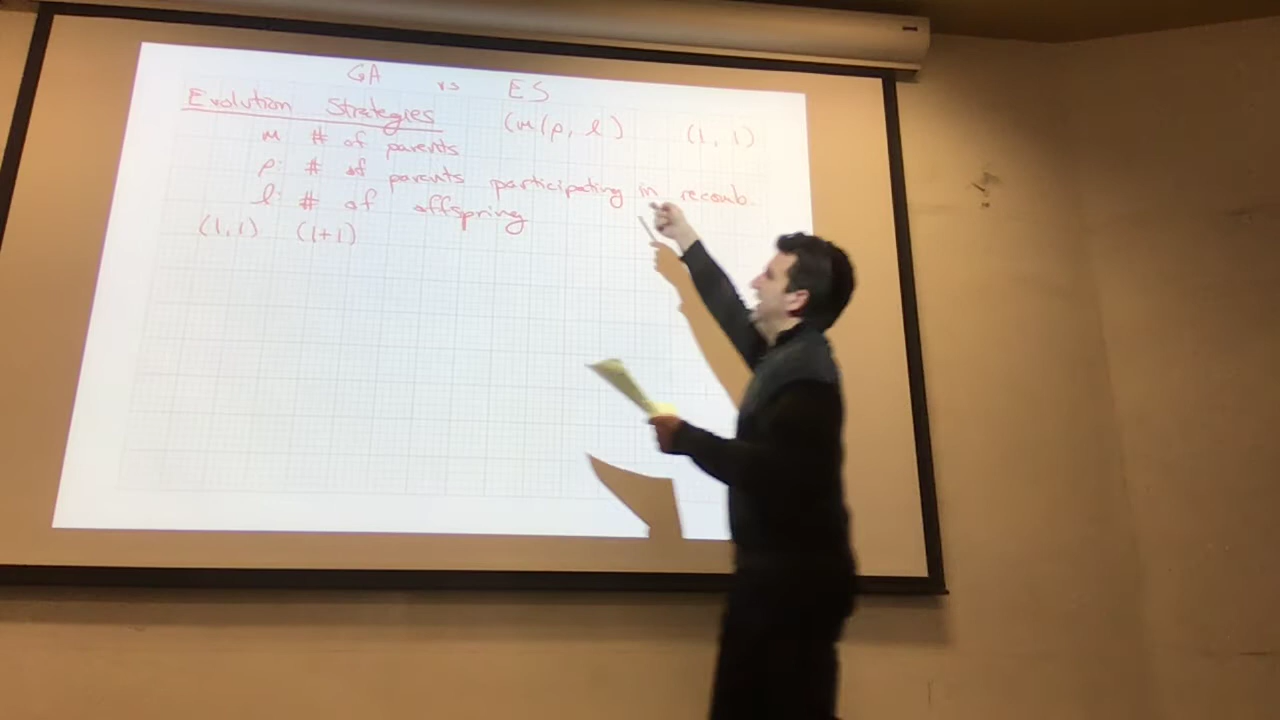 GA vs ES
Evolution Strategies (m/ρ, l) (1, 1)
m # of parents
ρ: # of parents participating in recomb.
l: # of offspring
(1,1) (1+1)